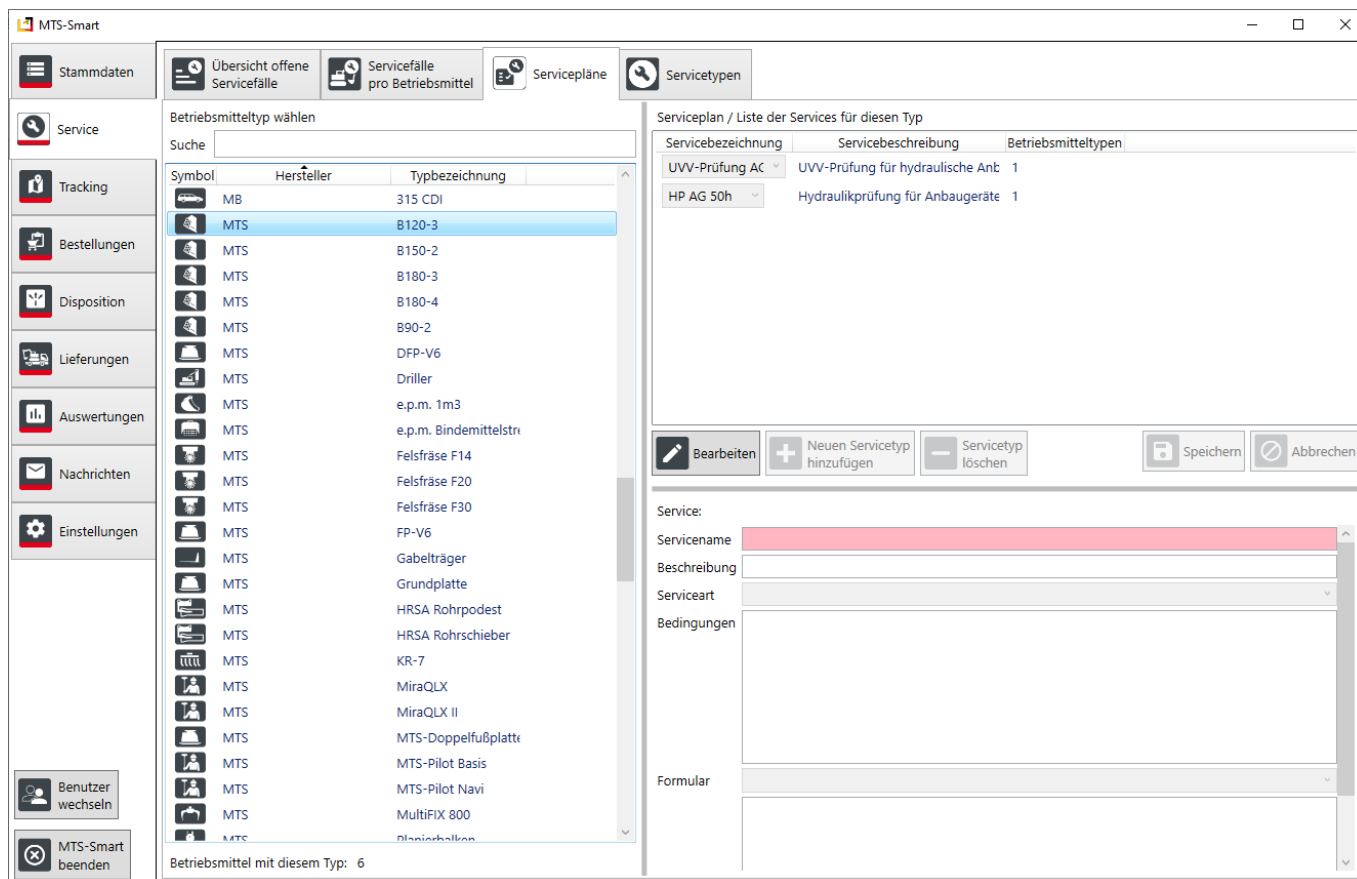 MTS-Smart
Stammdaten
Service
Tracking
Bestellungen
Disposition
Lieferungen
Auswertungen
Nachrichten
Einstellungen
Benutzer
wechseln
MTS-Smart
beenden
Übersicht offene
Servicefälle
Servicefälle
pro Betriebsmittel
Servicepläne
Servicetypen
Betriebsmitteltyp wählen
Suche
Symbol Hersteller Typbezeichnung
MB 315 CDI
MTS B120-3
MTS B150-2
MTS B180-3
MTS B180-4
MTS B90-2
MTS DFP-V6
MTS Driller
MTS e.p.m. 1m3
MTS e.p.m. Bindemittelstre
MTS Felsfräse F14
MTS Felsfräse F20
MTS Felsfräse F30
MTS FP-V6
MTS Gabelträger
MTS Grundplatte
MTS HRSA Rohrpodest
MTS HRSA Rohrschieber
MTS KR-7
MTS MiraQLX
MTS MiraQLX II
MTS MTS-Doppelfußplatte
MTS MTS-Pilot Basis
MTS MTS-Pilot Navi
MTS MultiFIX 800
MTS Planierbalken
Betriebsmittel mit diesem Typ: 6
Serviceplan / Liste der Services für diesen Typ
Servicebezeichnung Servicebeschreibung Betriebsmitteltypen
UVV-Prüfung AG UVV-Prüfung für hydraulische Anb 1
HP AG 50h Hydraulikprüfung für Anbaugeräte 1
Bearbeiten
Neuen Servicetyp
hinzufügen
Servicetyp
löschen
Speichern
Abbrechen
Service:
Servicename
Beschreibung
Serviceart
Bedingungen
Formular